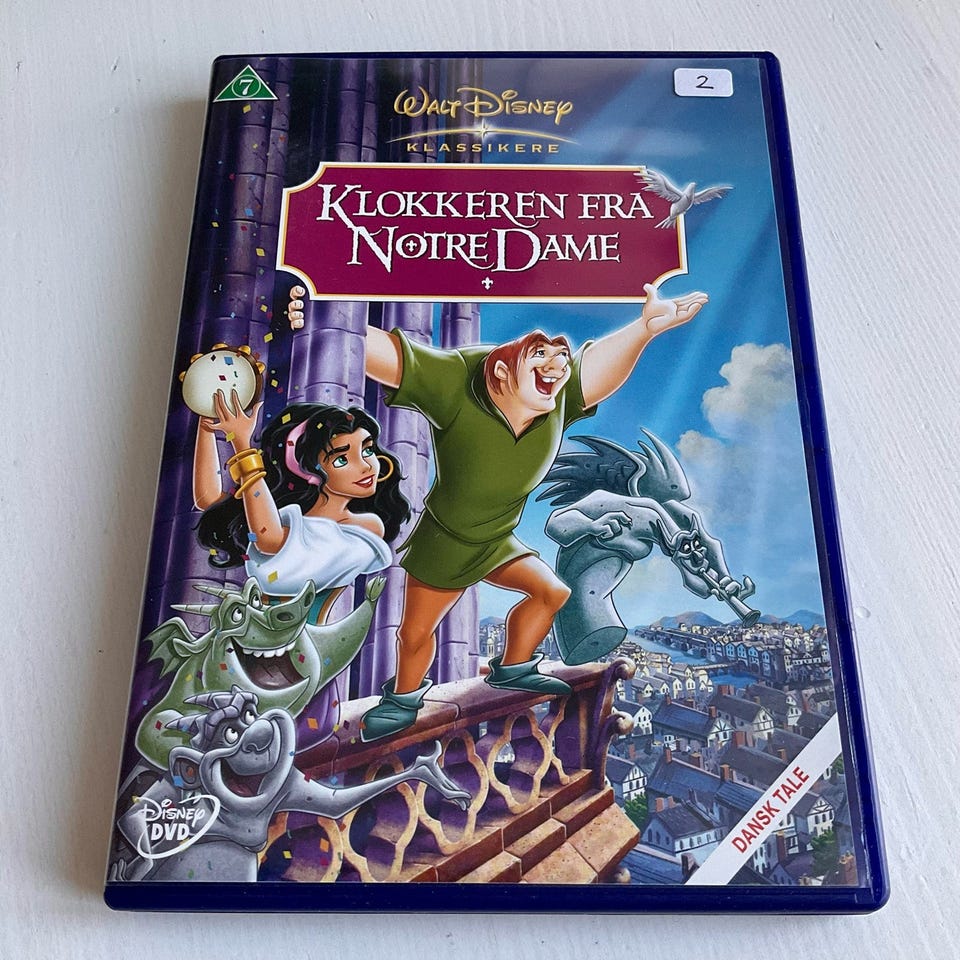 7
2
WALT DISNEY
KLASSIKERE
KLOKKEREN FRA
NOTRE DAME
DISNEY
DVD
DANSK TALE